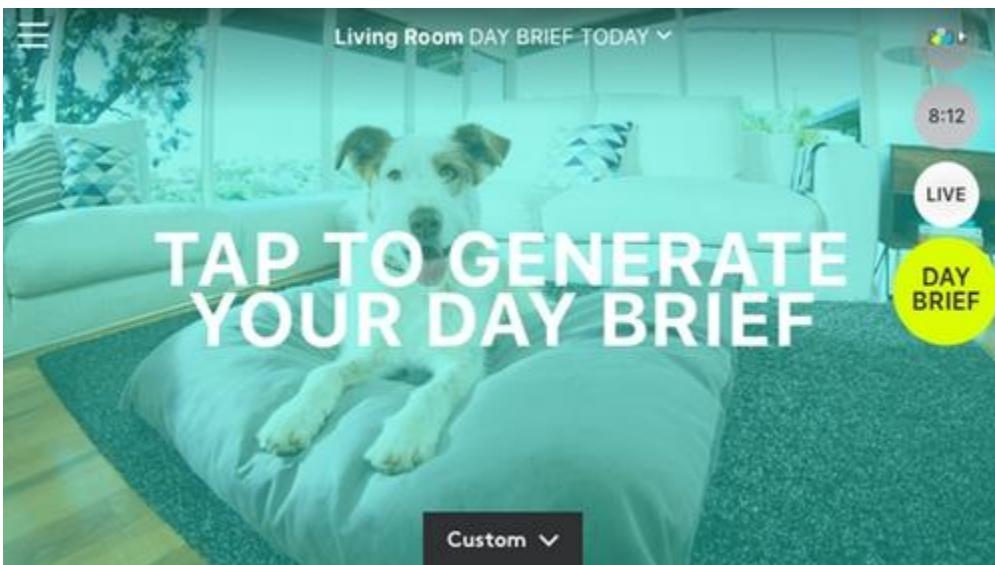 Living Room DAY BRIEF TODAY
8:12
LIVE
TAP TO GENERATE
YOUR DAY BRIEF
DAY
BRIEF
Custom